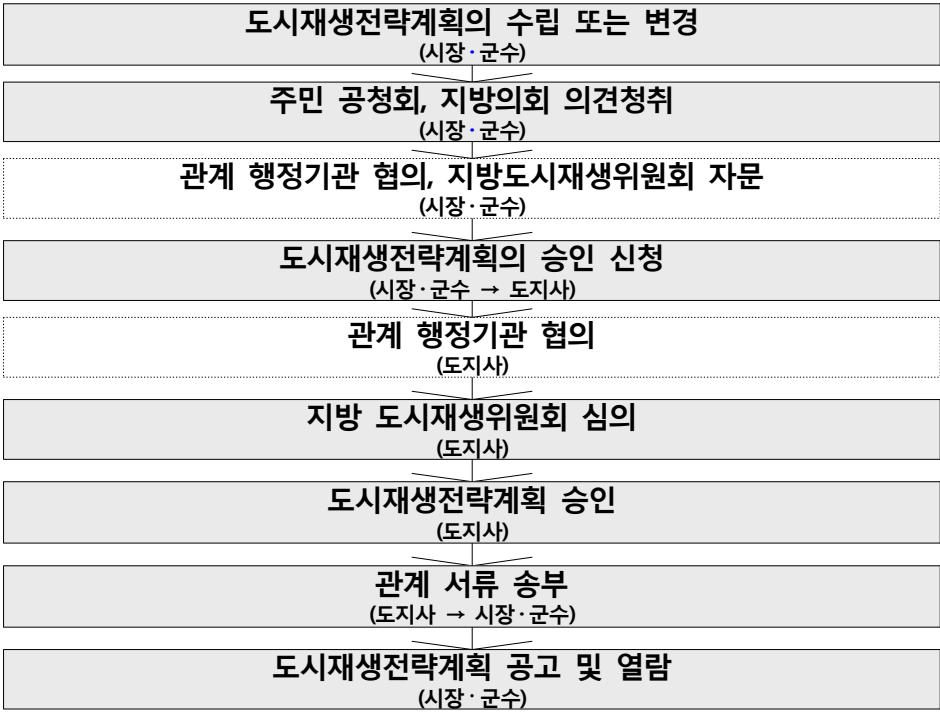 도시재생전략계획의 수립 또는 변경
(시장·군수)
주민 공청회, 지방의회 의견청취
(시장·군수)
관계 행정기관 협의, 지방도시재생위원회 자문
(시장·군수)
도시재생전략계획의 승인 신청
(시장·군수 → 도지사)
관계 행정기관 협의
(도지사)
지방 도시재생위원회 심의
(도지사)
도시재생전략계획 승인
(도지사)
관계 서류 송부
(도지사 → 시장·군수)
도시재생전략계획 공고 및 열람
(시장·군수)